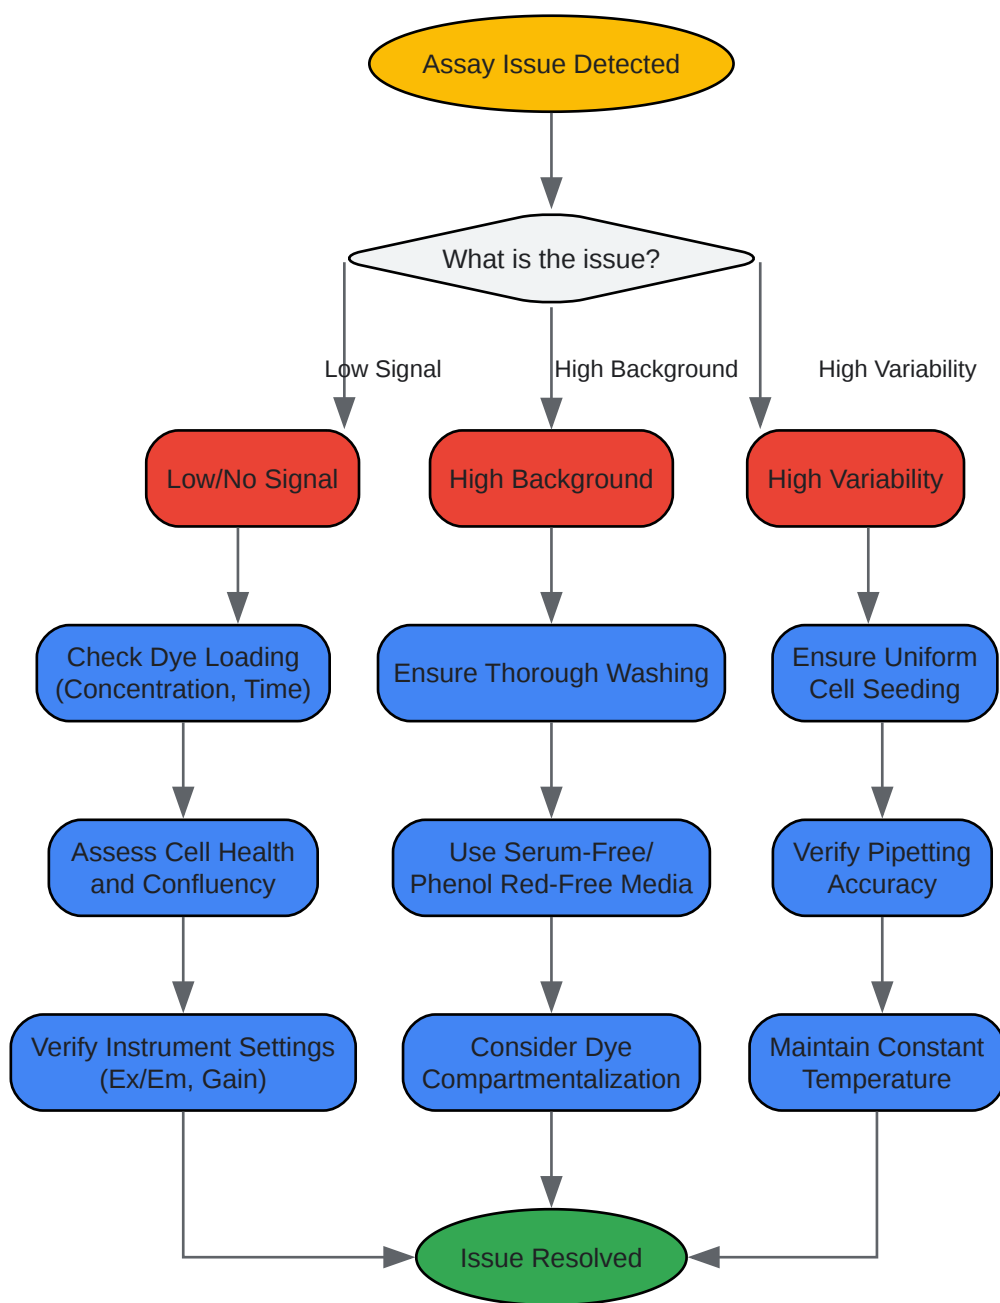 Assay Issue Detected
What is the issue?
Low Signal
High Background
High Variability
Low/No Signal
High Background
High Variability
Check Dye Loading
(Concentration, Time)
Ensure Thorough Washing
Ensure Uniform
Cell Seeding
Assess Cell Health
and Confluency
Use Serum-Free/
Phenol Red-Free Media
Verify Pipetting
Accuracy
Verify Instrument Settings
(Ex/Em, Gain)
Consider Dye
Compartmentalization
Maintain Constant
Temperature
Issue Resolved